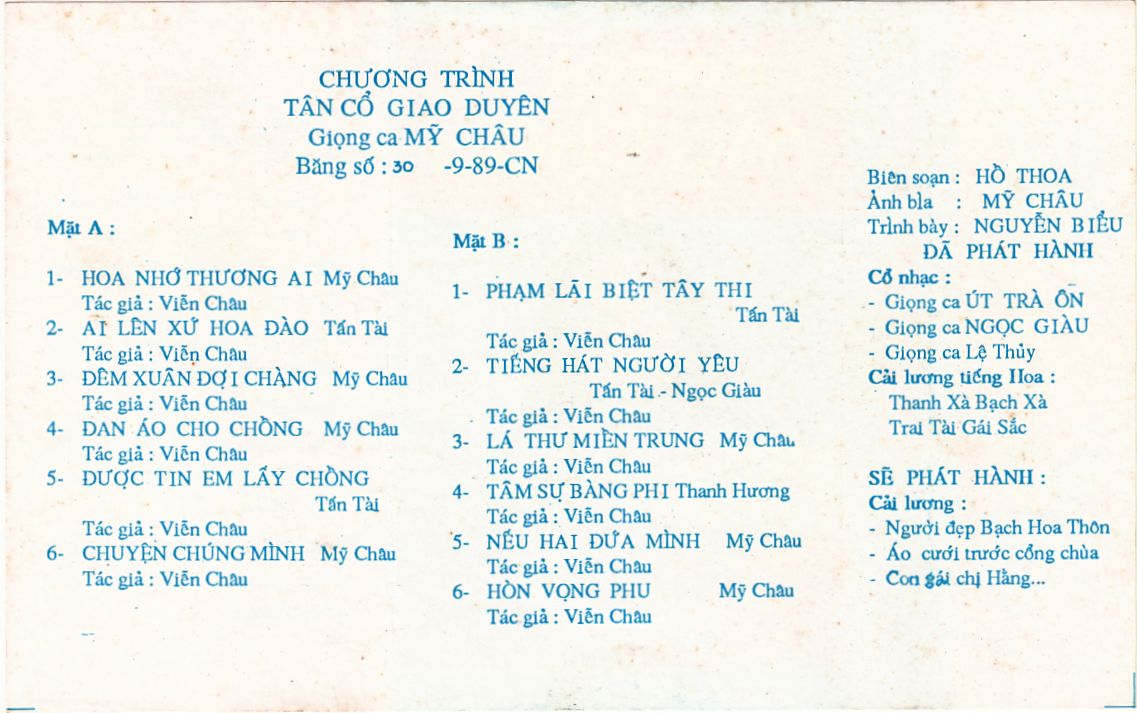 CHƯƠNG TRÌNH
TÂN CỔ GIAO DUYÊN
Giọng ca MỸ CHÂU
Băng số : 30 -9-89-CN
Mặt A :
1- HOA NHỚ THƯƠNG AI Mỹ Châu
Tác giả : Viễn Châu
2- AI LÊN XỨ HOA ĐÀO Tấn Tài
Tác giả : Viễn Châu
3- ĐÊM XUÂN ĐỢI CHÀNG Mỹ Châu
Tác giả : Viễn Châu
4- ĐAN ÁO CHO CHỒNG Mỹ Châu
Tác giả : Viễn Châu
5- ĐƯỢC TIN EM LẤY CHỒNG
Tấn Tài
Tác giả : Viễn Châu
6- CHUYỆN CHÚNG MÌNH Mỹ Châu
Tác giả : Viễn Châu
Mặt B :
1- PHẠM LÃI BIỆT TÂY THI
Tấn Tài
Tác giả : Viễn Châu
2- TIẾNG HÁT NGƯỜI YÊU
Tấn Tài - Ngọc Giàu
Tác giả : Viễn Châu
3- LÁ THƯ MIỀN TRUNG Mỹ Châu
Tác giả : Viễn Châu
4- TÂM SỰ BÀNG PHI Thanh Hương
Tác giả : Viễn Châu
5- NẾU HAI ĐỨA MÌNH Mỹ Châu
Tác giả : Viễn Châu
6- HÒN VỌNG PHU Mỹ Châu
Tác giả : Viễn Châu
Biên soạn : HỒ THOA
Ảnh bìa : MỸ CHÂU
Trình bày : NGUYỄN BIỂU
ĐÃ PHÁT HÀNH
Cổ nhạc :
- Giọng ca ÚT TRÀ ÔN
- Giọng ca NGỌC GIÀU
- Giọng ca Lệ Thủy
Cải lương tiếng Hoa :
Thanh Xà Bạch Xà
Trai Tài Gái Sắc
SẼ PHÁT HÀNH :
Cải lương :
- Người đẹp Bạch Hoa Thôn
- Áo cưới trước cổng chùa
- Con gái chị Hằng...